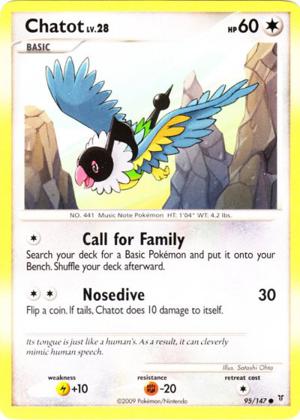 Chatot LV.28 HP 60
BASIC
NO. 441 Music Note Pokémon HT: 1'04" WT: 4.2 lbs.
Call for Family
Search your deck for a Basic Pokémon and put it onto your
Bench. Shuffle your deck afterward.
Nosedive 30
Flip a coin. If tails, Chatot does 10 damage to itself.
Its tongue is just like a human's. As a result, it can cleverly
mimic human speech.
Illus. Satoshi Ohta
weakness resistance retreat cost
+10 -20
©2009 Pokémon/Nintendo 95/147